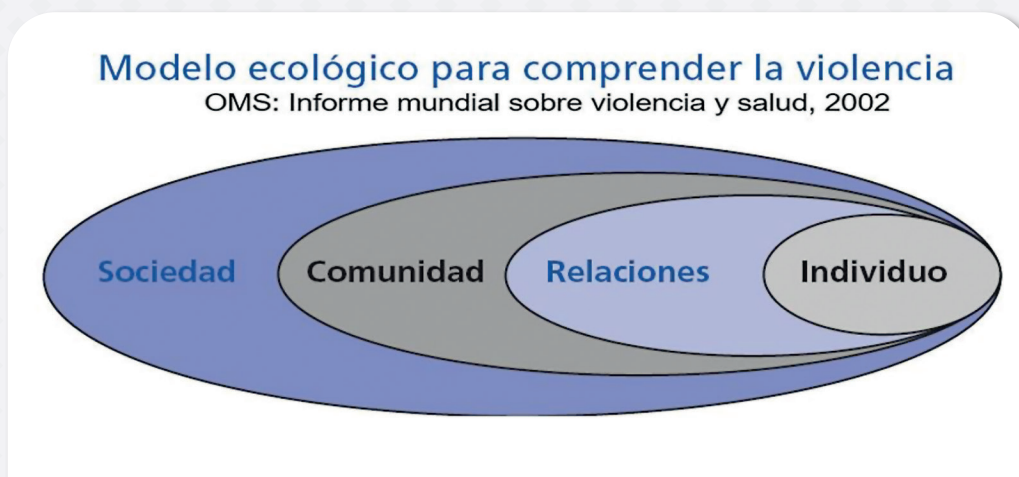 Modelo ecológico para comprender la violencia
OMS: Informe mundial sobre violencia y salud, 2002
Sociedad
Comunidad
Relaciones
Individuo